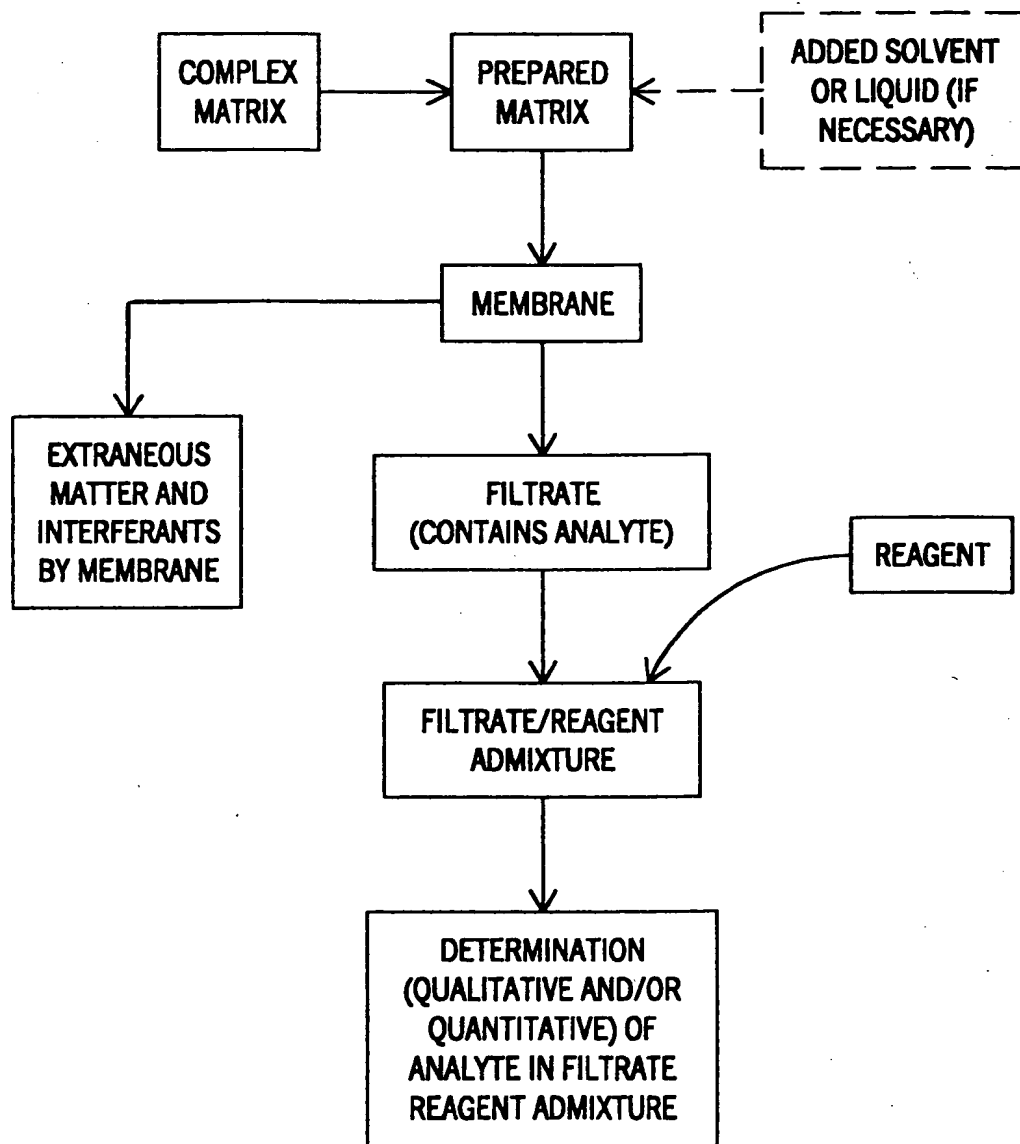 COMPLEX
MATRIX
PREPARED
MATRIX
ADDED SOLVENT
OR LIQUID (IF
NECESSARY)
MEMBRANE
EXTRANEOUS
MATTER AND
INTERFERANTS
BY MEMBRANE
FILTRATE
(CONTAINS ANALYTE)
REAGENT
FILTRATE/REAGENT
ADMIXTURE
DETERMINATION
(QUALITATIVE AND/OR
QUANTITATIVE) OF
ANALYTE IN FILTRATE
REAGENT ADMIXTURE